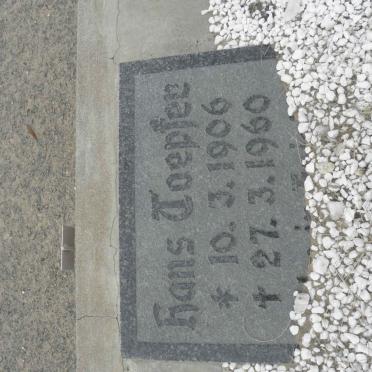 Hans Toepfer
* 10. 3. 1906
✝ 27. 3. 1960